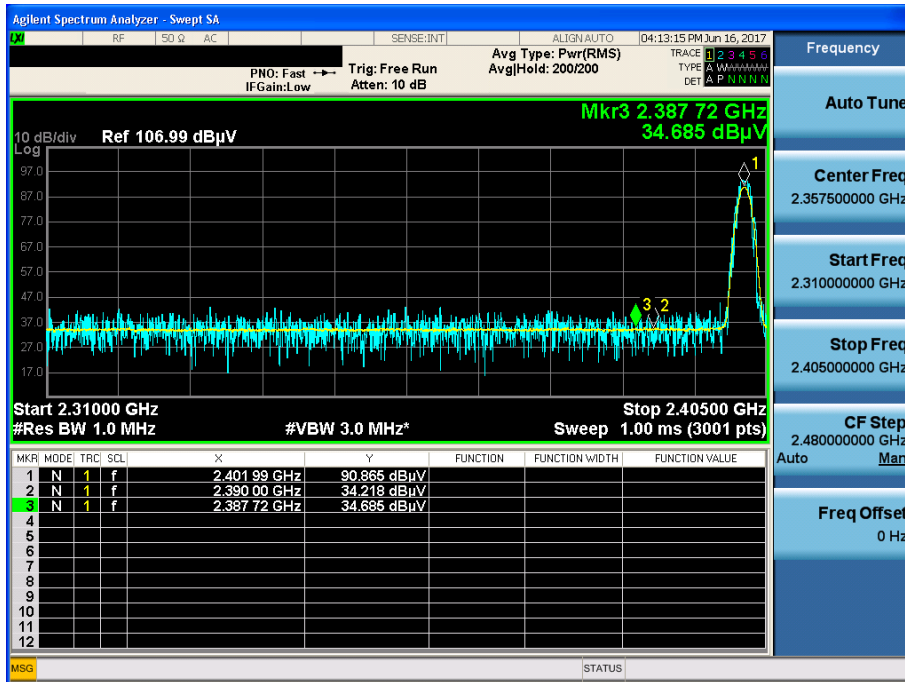 Agilent Spectrum Analyzer - Swept SA
LXI RF 50 Ω AC SENSE:INT ALIGN AUTO 04:13:15 PM Jun 16, 2017
Frequency
PNO: Fast
IFGain:Low
Trig: Free Run
Atten: 10 dB
Avg Type: Pwr(RMS)
Avg|Hold: 200/200
TRACE 1 2 3 4 5 6
TYPE A WWWWW
DET A P N N N N
Auto Tune
Mkr3 2.387 72 GHz
34.685 dBµV
10 dB/div Ref 106.99 dBµV
Log
97.0
87.0
77.0
67.0
57.0
47.0
37.0
27.0
17.0
1
3 2
Start 2.31000 GHz Stop 2.40500 GHz
#Res BW 1.0 MHz #VBW 3.0 MHz* Sweep 1.00 ms (3001 pts)
Center Freq
2.357500000 GHz
Start Freq
2.310000000 GHz
Stop Freq
2.405000000 GHz
CF Step
2.480000000 GHz
Auto Man
Freq Offset
0 Hz
MKR MODE TRC SCL X Y FUNCTION FUNCTION WIDTH FUNCTION VALUE
1 N 1 f 2.401 99 GHz 90.865 dBµV
2 N 1 f 2.390 00 GHz 34.218 dBµV
3 N 1 f 2.387 72 GHz 34.685 dBµV
4
5
6
7
8
9
10
11
12
MSG STATUS